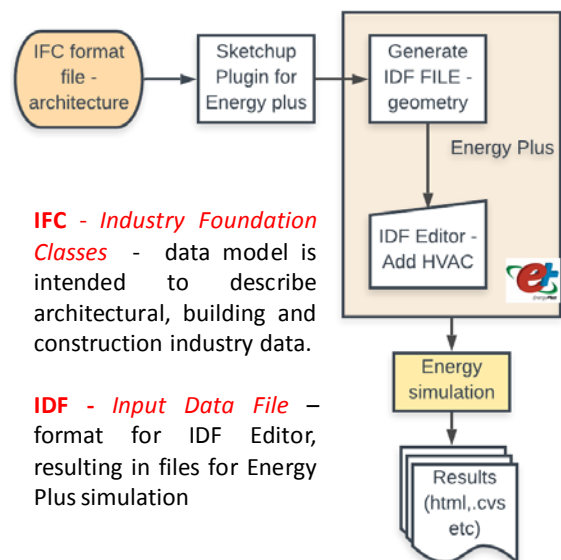 IFC format
file -
architecture
Sketchup
Plugin for
Energy plus
Generate
IDF FILE -
geometry
Energy Plus
IDF Editor -
Add HVAC
et
EnergyPlus
IFC - Industry Foundation
Classes - data model is
intended to describe
architectural, building and
construction industry data.
IDF - Input Data File –
format for IDF Editor,
resulting in files for Energy
Plus simulation
Energy
simulation
Results
(html,.cvs
etc)